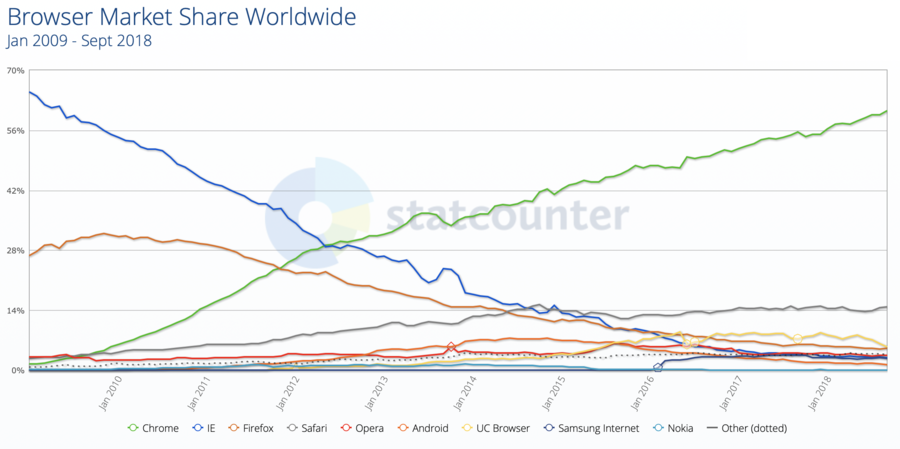 Browser Market Share Worldwide
Jan 2009 - Sept 2018
70%
56%
42%
28%
14%
0%
statcounter
Jan 2010
Jan 2011
Jan 2012
Jan 2013
Jan 2014
Jan 2015
Jan 2016
Jan 2017
Jan 2018
Chrome IE Firefox Safari Opera Android UC Browser Samsung Internet Nokia Other (dotted)